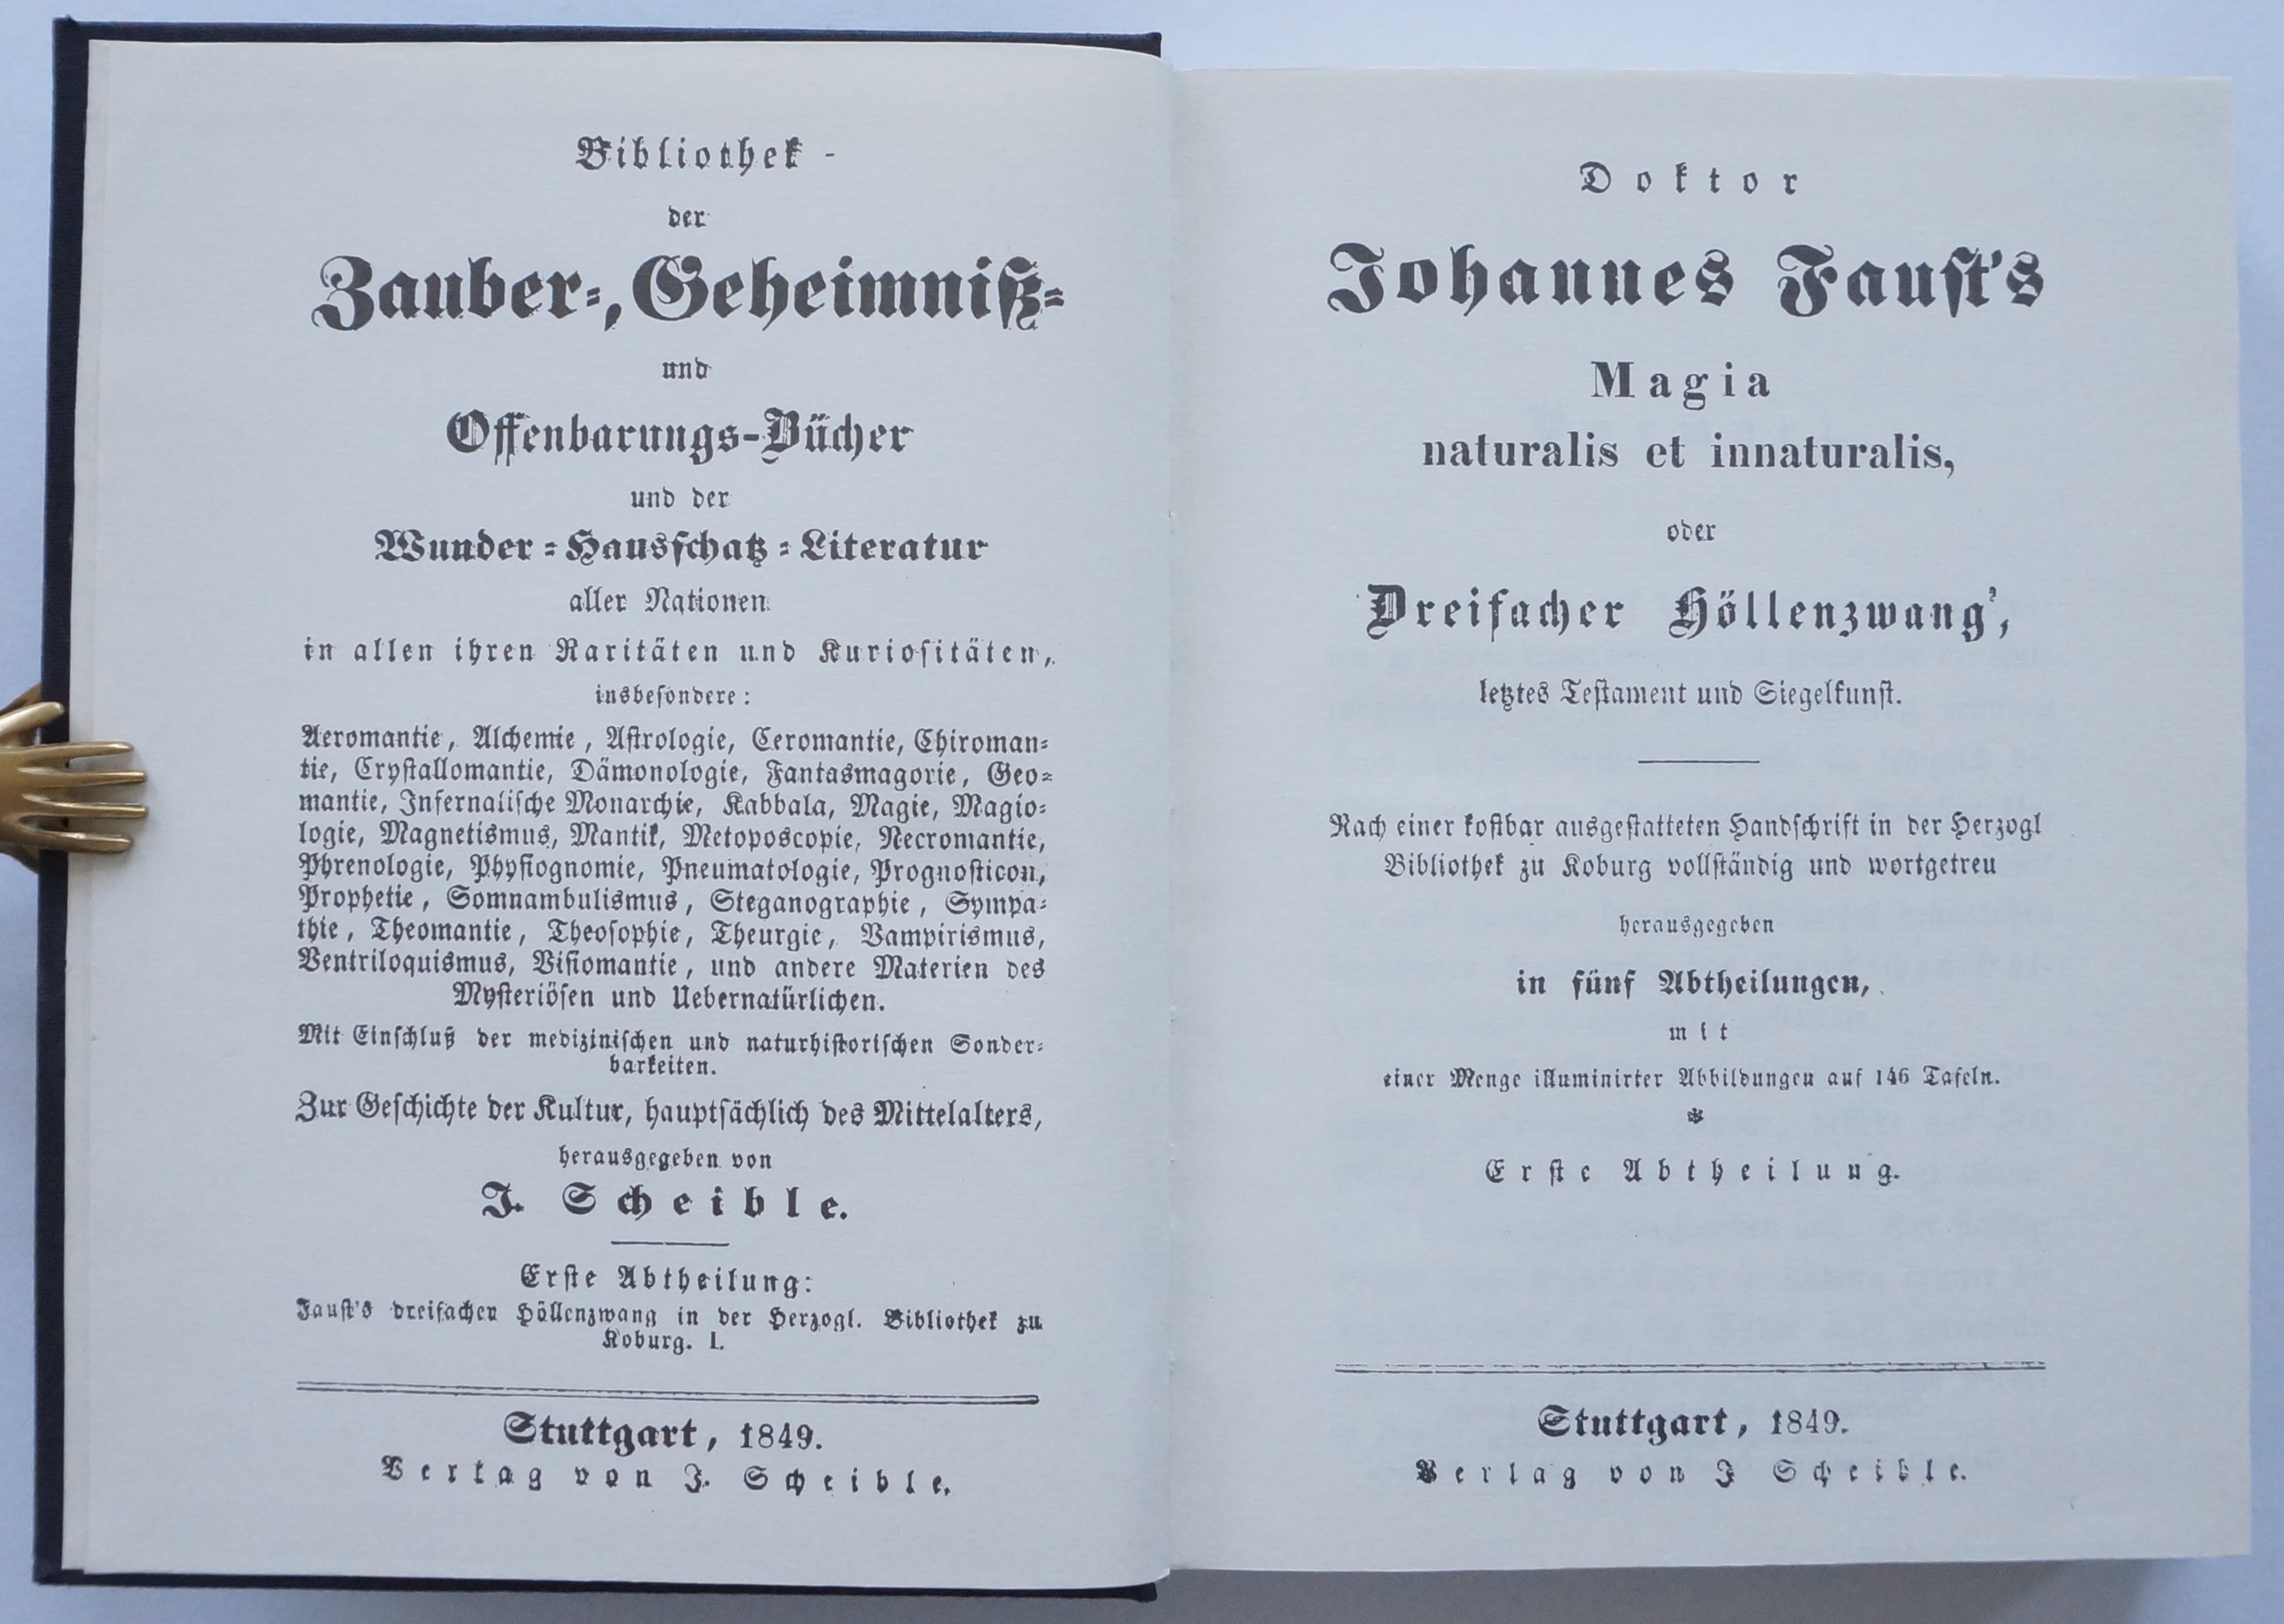 Bibliothek
der
Zauber-, Geheimniß-
und
Offenbarungs-Bücher
und der
Wunder-Hausschatz-Literatur
aller Nationen
in allen ihren Raritäten und Kuriositäten,
insbesondere:
Aeromantie, Alchemie, Astrologie, Ceromantie, Chiroman-
tie, Crystallomantie, Dämonologie, Fantasmagorie, Geo-
mantie, Infernalische Monarchie, Kabbala, Magie, Magio-
logie, Magnetismus, Mantik, Metoposcopie, Necromantie,
Phrenologie, Physiognomie, Pneumatologie, Prognosticon,
Prophetie, Somnambulismus, Steganographie, Sympa-
thie, Theomantie, Theosophie, Theurgie, Vampirismus,
Ventriloquismus, Visiomantie, und andere Materien des
Mysteriösen und Uebernatürlichen.
Mit Einschluß der medizinischen und naturhistorischen Sonder-
barkeiten.
Zur Geschichte der Kultur, hauptsächlich des Mittelalters,
herausgegeben von
J. Scheible.
Erste Abtheilung:
Faust's dreifachen Höllenzwang in der Herzogl. Bibliothek zu
Koburg. I.
Stuttgart, 1849.
Verlag von J. Scheible.
Doktor
Johannes Faust's
Magia
naturalis et innaturalis,
oder
Dreifacher Höllenzwang',
letztes Testament und Siegelkunst.
Nach einer kostbar ausgestatteten Handschrift in der Herzogl
Bibliothek zu Koburg vollständig und wortgetreu
herausgegeben
in fünf Abtheilungen,
mit
einer Menge illuminirter Abbildungen auf 146 Tafeln.
*
Erste Abtheilung.
Stuttgart, 1849.
Verlag von J Scheible.